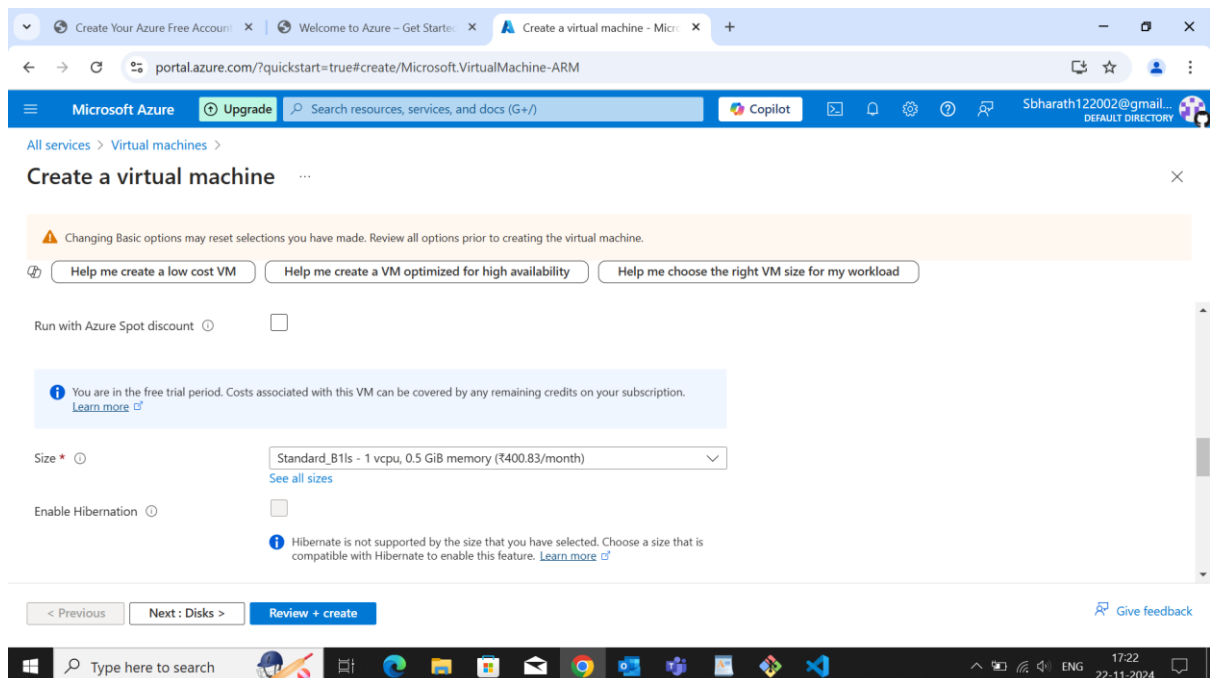 Create Your Azure Free Account
Welcome to Azure – Get Started
Create a virtual machine - Micro
portal.azure.com/?quickstart=true#create/Microsoft.VirtualMachine-ARM
Microsoft Azure
Upgrade
Search resources, services, and docs (G+/)
Copilot
Sbharath122002@gmail...
DEFAULT DIRECTORY
All services > Virtual machines >
Create a virtual machine ...
Changing Basic options may reset selections you have made. Review all options prior to creating the virtual machine.
Help me create a low cost VM
Help me create a VM optimized for high availability
Help me choose the right VM size for my workload
Run with Azure Spot discount
You are in the free trial period. Costs associated with this VM can be covered by any remaining credits on your subscription.
Learn more
Size *
Standard_B1ls - 1 vcpu, 0.5 GiB memory (₹400.83/month)
See all sizes
Enable Hibernation
Hibernate is not supported by the size that you have selected. Choose a size that is
compatible with Hibernate to enable this feature. Learn more
< Previous
Next : Disks >
Review + create
Give feedback
Type here to search
ENG
17:22
22-11-2024